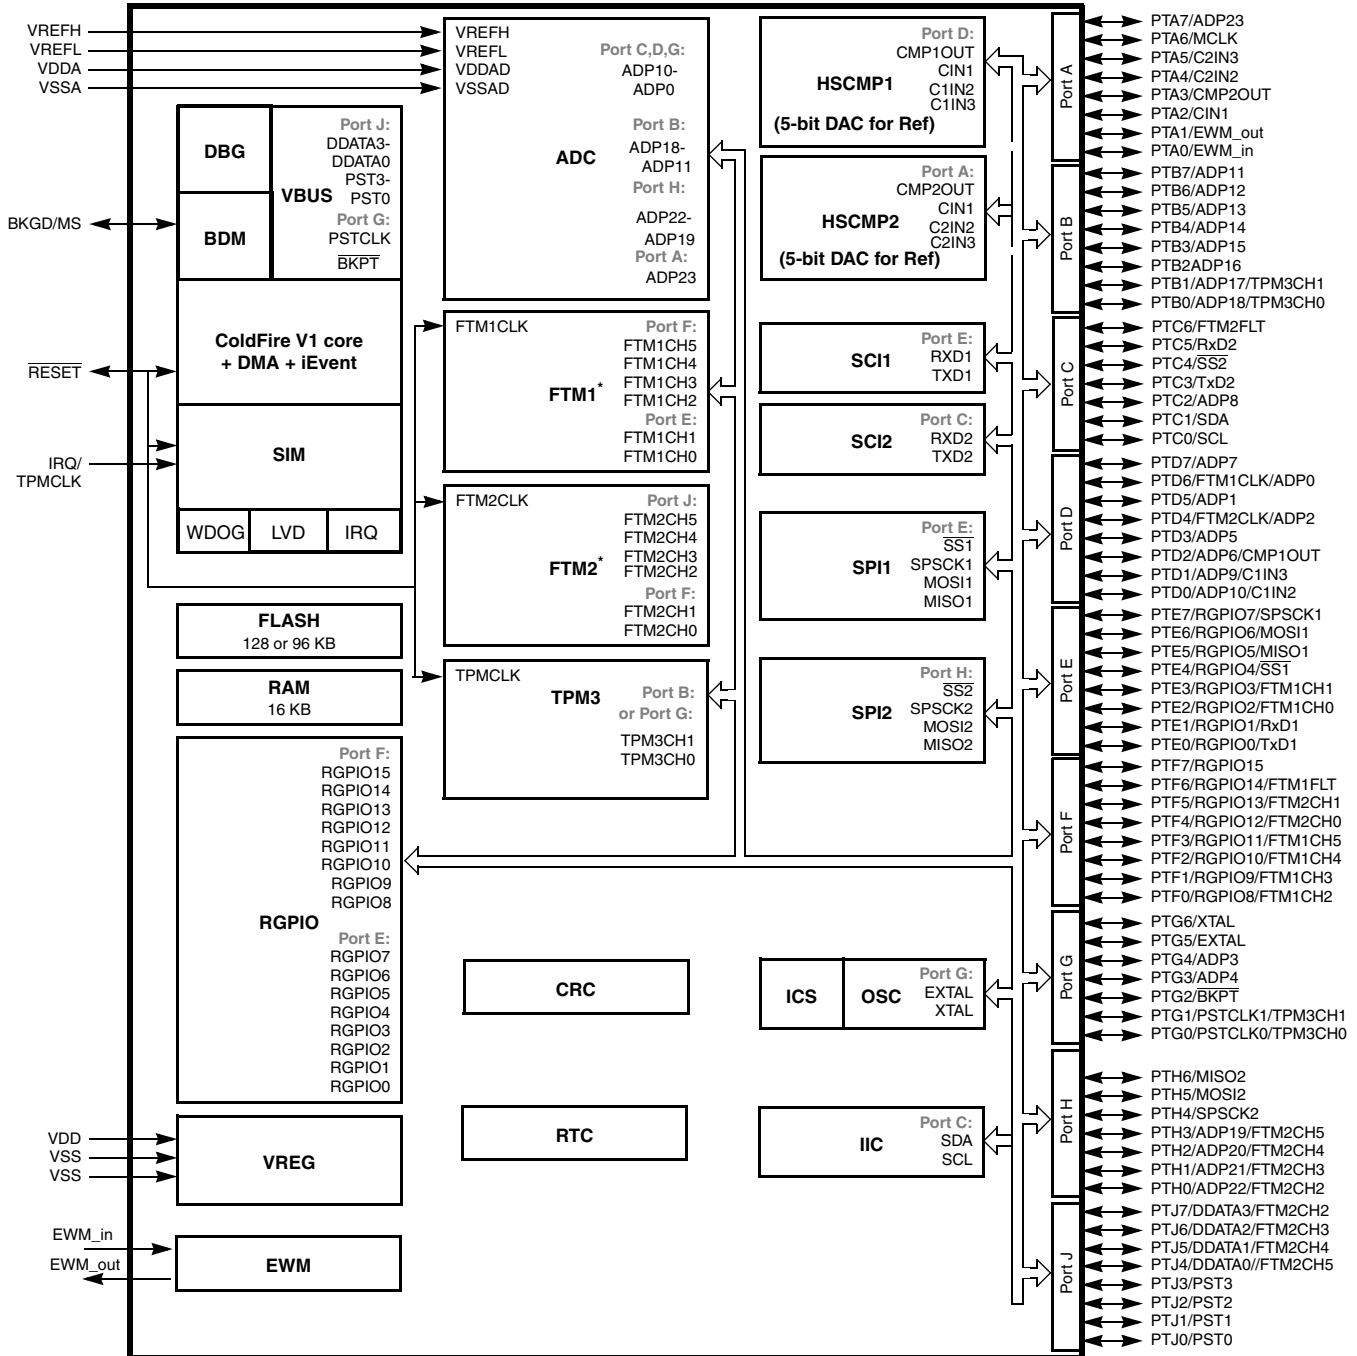 VREFH
VREFL
VDDA
VSSA
BKGD/MS
RESET
IRQ/
TPMCLK
VDD
VSS
VSS
EWM_in
EWM_out
DBG
BDM
VBUS
Port J:
DDATA3-
DDATA0
PST3-
PST0
Port G:
PSTCLK
BKPT
ColdFire V1 core
+ DMA + iEvent
SIM
WDOG
LVD
IRQ
FLASH
128 or 96 KB
RAM
16 KB
RGPIO
Port F:
RGPIO15
RGPIO14
RGPIO13
RGPIO12
RGPIO11
RGPIO10
RGPIO9
RGPIO8
Port E:
RGPIO7
RGPIO6
RGPIO5
RGPIO4
RGPIO3
RGPIO2
RGPIO1
RGPIO0
VREG
EWM
VREFH
VREFL
VDDAD
VSSAD
ADC
Port C,D,G:
ADP10-
ADP0
Port B:
ADP18-
ADP11
Port H:
ADP22-
ADP19
Port A:
ADP23
FTM1CLK
FTM1*
Port F:
FTM1CH5
FTM1CH4
FTM1CH3
FTM1CH2
Port E:
FTM1CH1
FTM1CH0
FTM2CLK
FTM2*
Port J:
FTM2CH5
FTM2CH4
FTM2CH3
FTM2CH2
Port F:
FTM2CH1
FTM2CH0
TPMCLK
TPM3
Port B:
or Port G:
TPM3CH1
TPM3CH0
CRC
RTC
HSCMP1
(5-bit DAC for Ref)
Port D:
CMP1OUT
CIN1
C1IN2
C1IN3
HSCMP2
(5-bit DAC for Ref)
Port A:
CMP2OUT
CIN1
C2IN2
C2IN3
SCI1
Port E:
RXD1
TXD1
SCI2
Port C:
RXD2
TXD2
SPI1
Port E:
SS1
SPSCK1
MOSI1
MISO1
SPI2
Port H:
SS2
SPSCK2
MOSI2
MISO2
ICS
OSC
Port G:
EXTAL
XTAL
IIC
Port C:
SDA
SCL
Port A
PTA7/ADP23
PTA6/MCLK
PTA5/C2IN3
PTA4/C2IN2
PTA3/CMP2OUT
PTA2/CIN1
PTA1/EWM_out
PTA0/EWM_in
Port B
PTB7/ADP11
PTB6/ADP12
PTB5/ADP13
PTB4/ADP14
PTB3/ADP15
PTB2ADP16
PTB1/ADP17/TPM3CH1
PTB0/ADP18/TPM3CH0
Port C
PTC6/FTM2FLT
PTC5/RxD2
PTC4/SS2
PTC3/TxD2
PTC2/ADP8
PTC1/SDA
PTC0/SCL
Port D
PTD7/ADP7
PTD6/FTM1CLK/ADP0
PTD5/ADP1
PTD4/FTM2CLK/ADP2
PTD3/ADP5
PTD2/ADP6/CMP1OUT
PTD1/ADP9/C1IN3
PTD0/ADP10/C1IN2
Port E
PTE7/RGPIO7/SPSCK1
PTE6/RGPIO6/MOSI1
PTE5/RGPIO5/MISO1
PTE4/RGPIO4/SS1
PTE3/RGPIO3/FTM1CH1
PTE2/RGPIO2/FTM1CH0
PTE1/RGPIO1/RxD1
PTE0/RGPIO0/TxD1
Port F
PTF7/RGPIO15
PTF6/RGPIO14/FTM1FLT
PTF5/RGPIO13/FTM2CH1
PTF4/RGPIO12/FTM2CH0
PTF3/RGPIO11/FTM1CH5
PTF2/RGPIO10/FTM1CH4
PTF1/RGPIO9/FTM1CH3
PTF0/RGPIO8/FTM1CH2
Port G
PTG6/XTAL
PTG5/EXTAL
PTG4/ADP3
PTG3/ADP4
PTG2/BKPT
PTG1/PSTCLK1/TPM3CH1
PTG0/PSTCLK0/TPM3CH0
Port H
PTH6/MISO2
PTH5/MOSI2
PTH4/SPSCK2
PTH3/ADP19/FTM2CH5
PTH2/ADP20/FTM2CH4
PTH1/ADP21/FTM2CH3
PTH0/ADP22/FTM2CH2
Port J
PTJ7/DDATA3/FTM2CH2
PTJ6/DDATA2/FTM2CH3
PTJ5/DDATA1/FTM2CH4
PTJ4/DDATA0//FTM2CH5
PTJ3/PST3
PTJ2/PST2
PTJ1/PST1
PTJ0/PST0